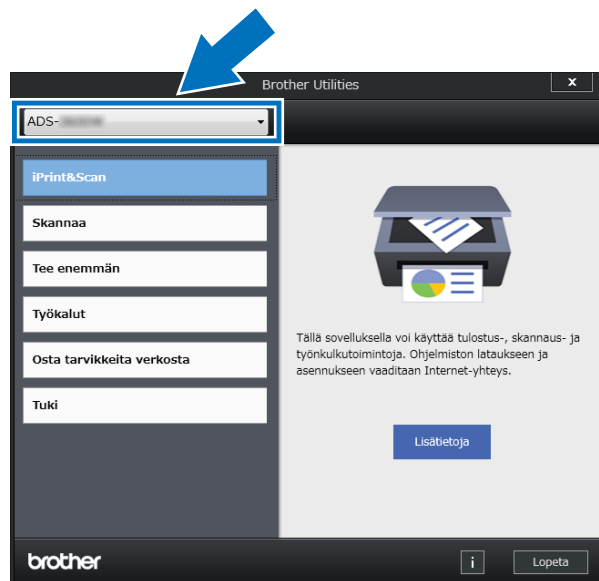 Brother Utilities
x
ADS-
iPrint&Scan
Skannaa
Tee enemmän
Työkalut
Osta tarvikkeita verkosta
Tuki
Tällä sovelluksella voi käyttää tulostus-, skannaus- ja
työnkulkutoimintoja. Ohjelmiston lataukseen ja
asennukseen vaaditaan Internet-yhteys.
Lisätietoja
brother
i
Lopeta